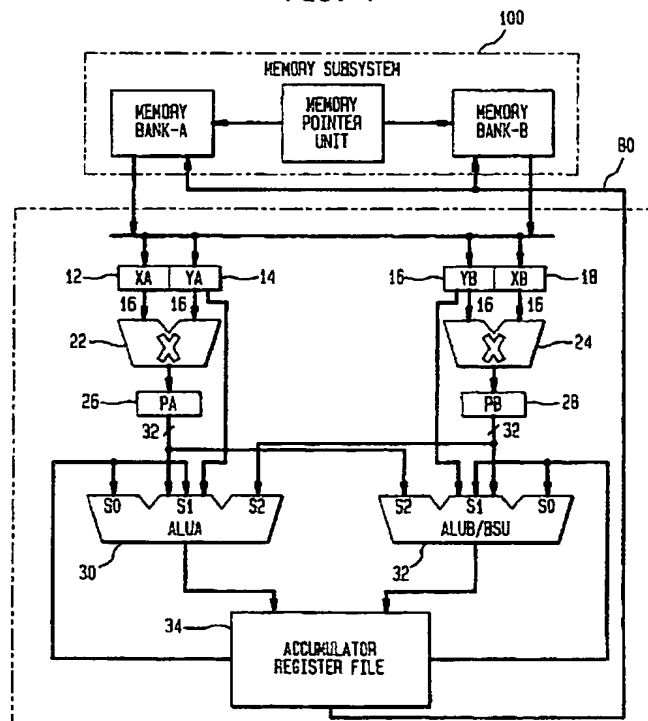 100
MEMORY SUBSYSTEM
MEMORY
BANK-A
MEMORY
POINTER
UNIT
MEMORY
BANK-B
80
12
XA
YA
14
16
YB
XB
18
16
16
16
16
22
X
X
24
26
PA
PB
28
32
32
S0
S1
S2
S2
S1
S0
ALUA
ALUB/BSU
30
32
34
ACCUMULATOR
REGISTER FILE